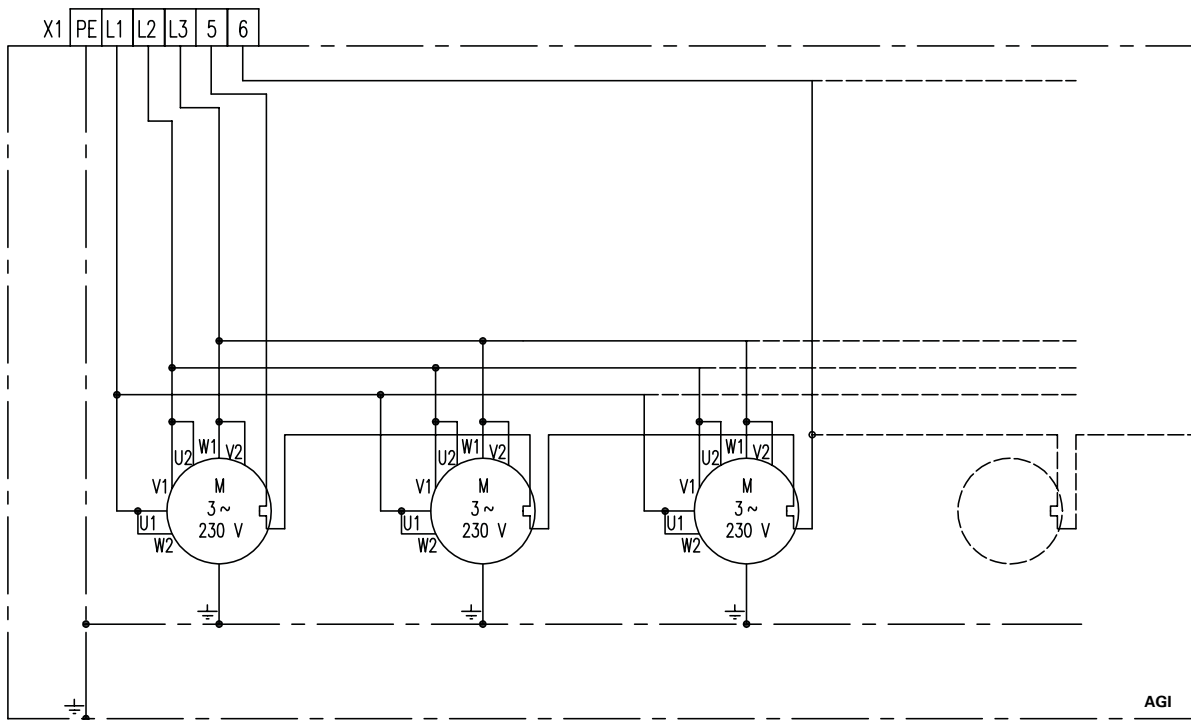 X1 PE L1 L2 L3 5 6
U2 W1 V2 U2 W1 V2 U2 W1 V2
V1 M V1 M V1 M
U1 3 ~ U1 3 ~ U1 3 ~
230 V 230 V 230 V
W2 W2 W2
AGI